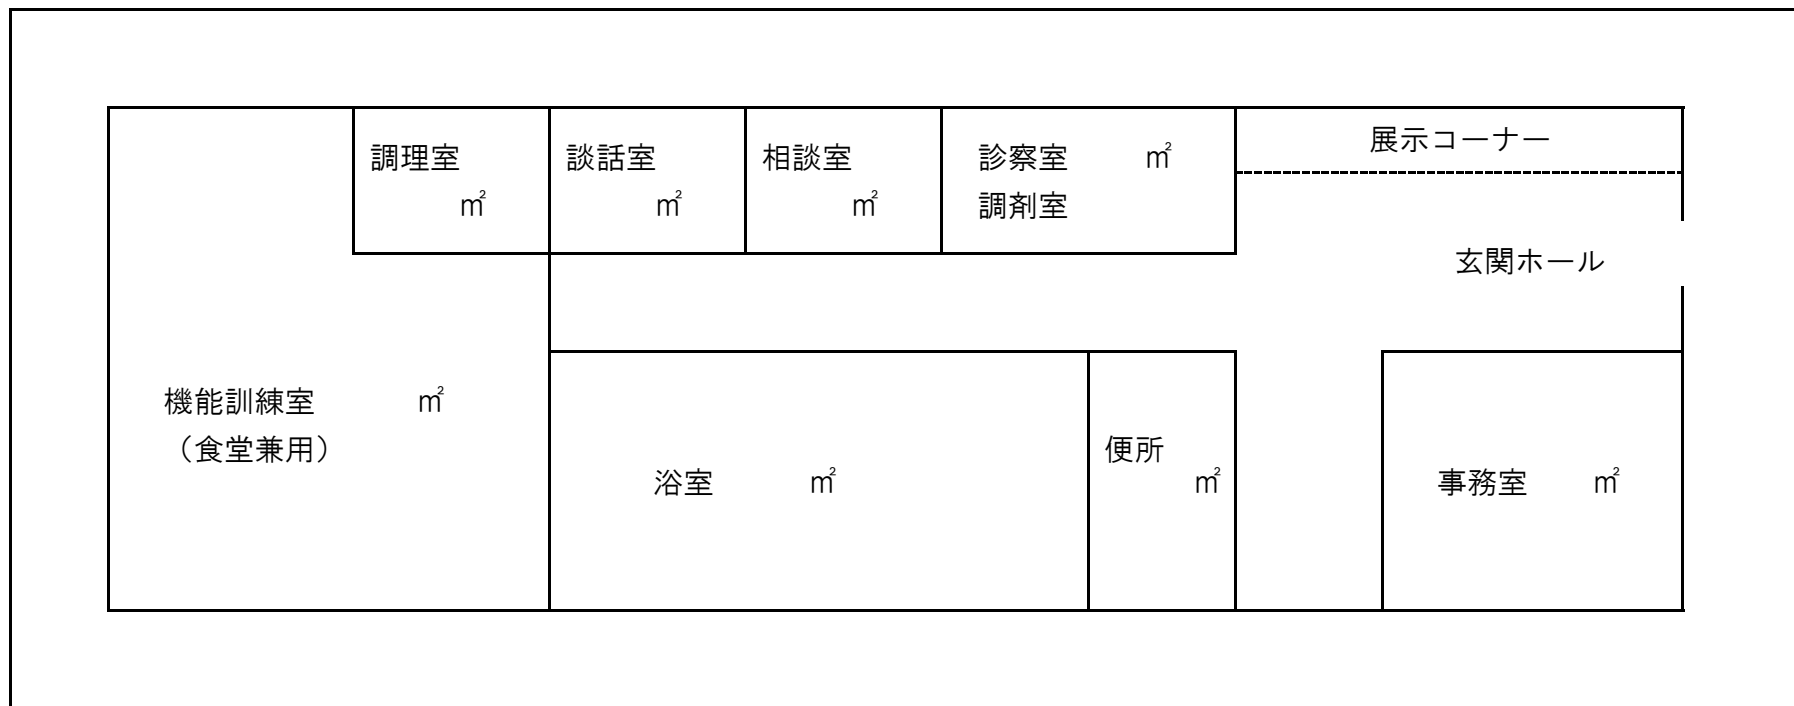 調理室
㎡
談話室
㎡
相談室
㎡
診察室 ㎡
調剤室
展示コーナー
玄関ホール
機能訓練室 ㎡
（食堂兼用）
浴室 ㎡
便所
㎡
事務室 ㎡